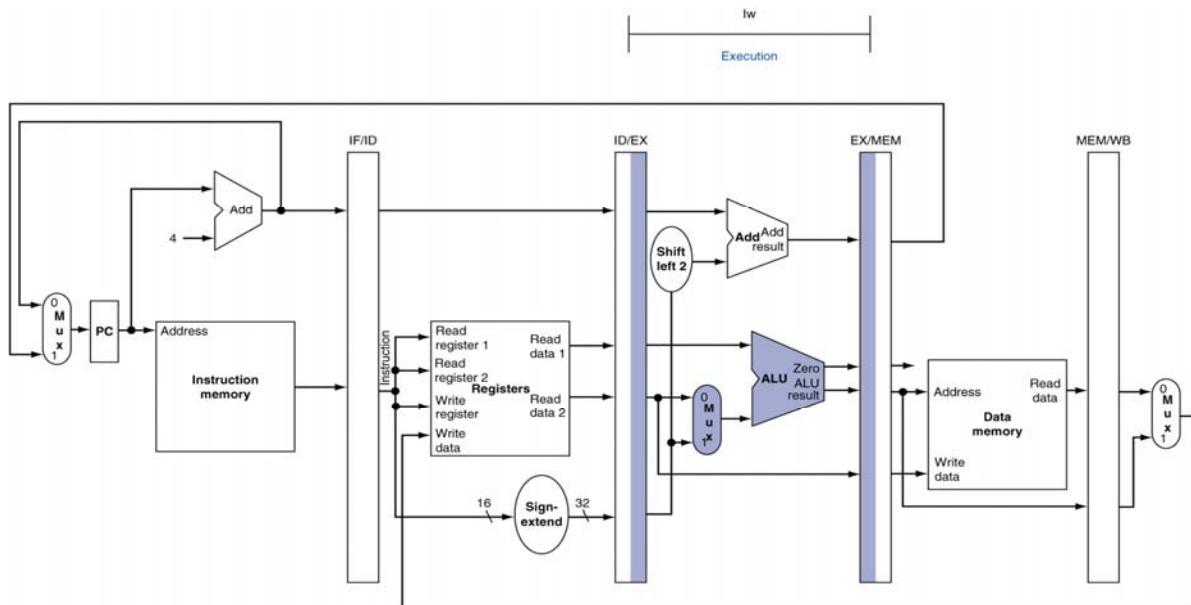 lw
Execution
IF/ID
ID/EX
EX/MEM
MEM/WB
Add
4
Shift
left 2
Add
Add
result
0
M
u
x
1
PC
Address
Instruction
memory
Instruction
Read
register 1
Read
register 2
Registers
Write
register
Write
data
Read
data 1
Read
data 2
16
Sign-
extend
32
0
M
u
x
1
ALU
Zero
ALU
result
Address
Read
data
Data
memory
Write
data
0
M
u
x
1